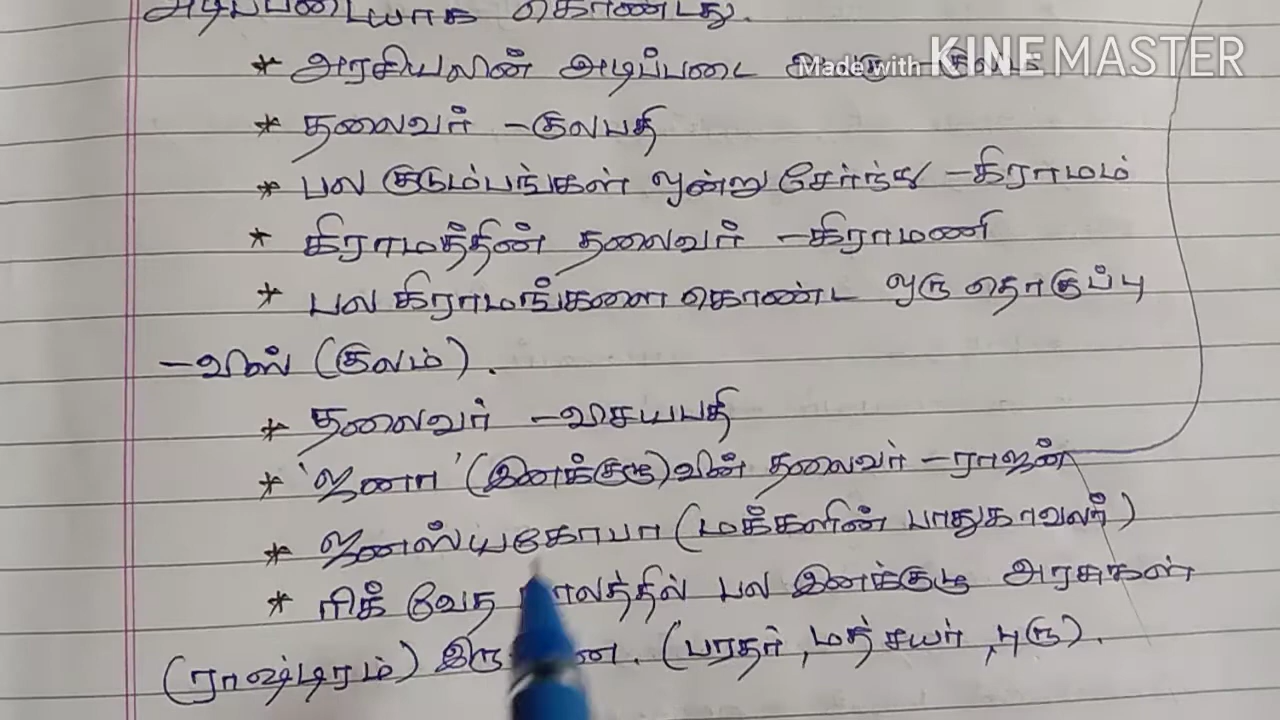 அடிப்படையாக கொண்டது.
* அரசியலின் அடிப்படை அலகு குலம்
Made with KINEMASTER
* தலைவர் - குலபதி
* பல குடும்பங்கள் ஒன்று சேர்ந்து - கிராமம்
* கிராமத்தின் தலைவர் - கிராமணி
* பல கிராமங்களை கொண்ட ஒரு தொகுப்பு
- விஸ் (குலம்).
* தலைவர் - விசயபதி
* 'ஜனா' (இனக்குழு)வின் தலைவர் - ராஜன்
* ஜனஸ்யகோபா (மக்களின் பாதுகாவலர்)
* ரிக் வேத காலத்தில் பல இனக்குழு அரசுகள்
(ராஷ்டிரம்) இருந்தன. (பரதர், மத்சயர், புரு).